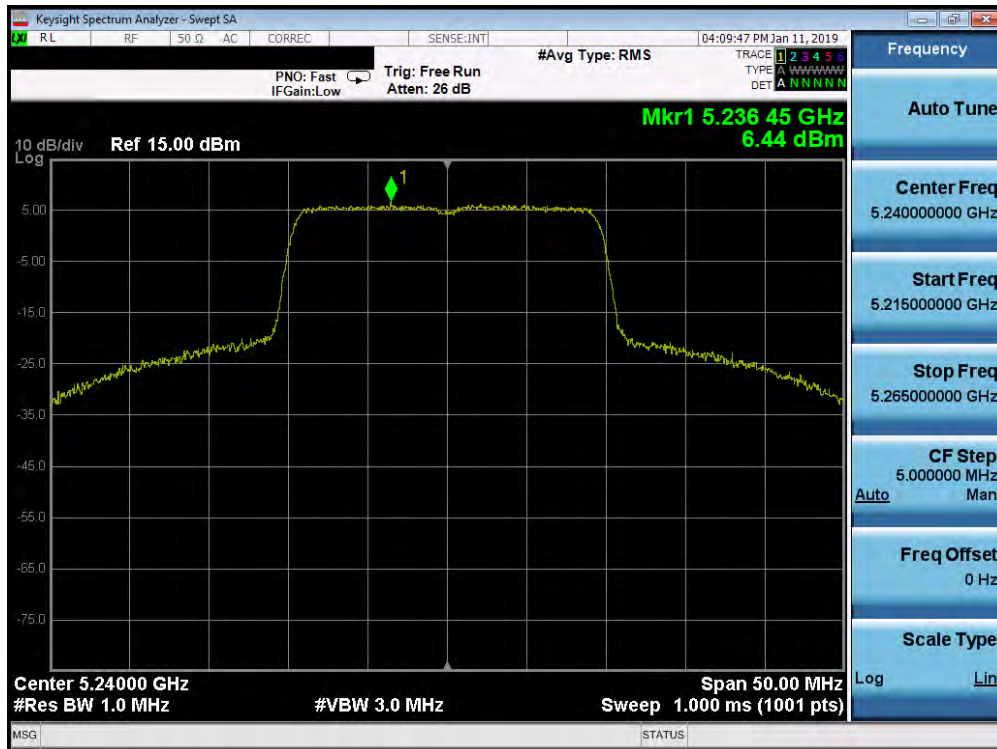 Keysight Spectrum Analyzer - Swept SA
LXI RL RF 50 Ω AC CORREC SENSE:INT 04:09:47 PM Jan 11, 2019
#Avg Type: RMS TRACE 1 2 3 4 5 6
PNO: Fast Trig: Free Run TYPE A WWWWW
IFGain:Low Atten: 26 dB DET A N N N N N
Mkr1 5.236 45 GHz
6.44 dBm
10 dB/div Ref 15.00 dBm
Log
1
5.00
-5.00
-15.0
-25.0
-35.0
-45.0
-55.0
-65.0
-75.0
Center 5.24000 GHz Span 50.00 MHz
#Res BW 1.0 MHz #VBW 3.0 MHz Sweep 1.000 ms (1001 pts)
MSG STATUS
Frequency
Auto Tune
Center Freq
5.240000000 GHz
Start Freq
5.215000000 GHz
Stop Freq
5.265000000 GHz
CF Step
5.000000 MHz
Auto Man
Freq Offset
0 Hz
Scale Type
Log Lin